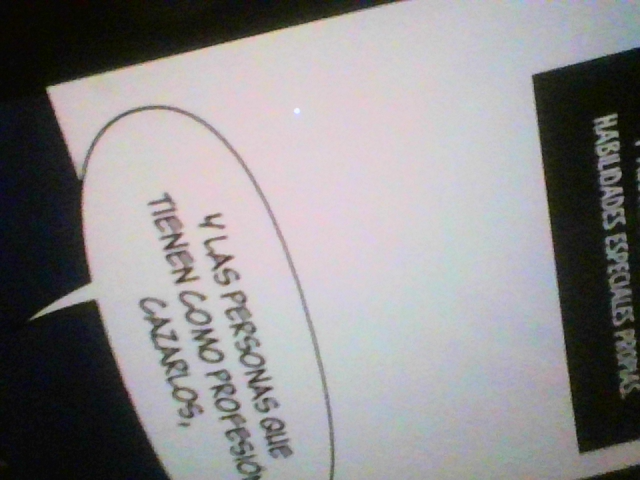 HABILIDADES ESPECIALES PROPIAS
Y LAS PERSONAS QUE
TIENEN COMO PROFESIÓN
CAZARLOS,